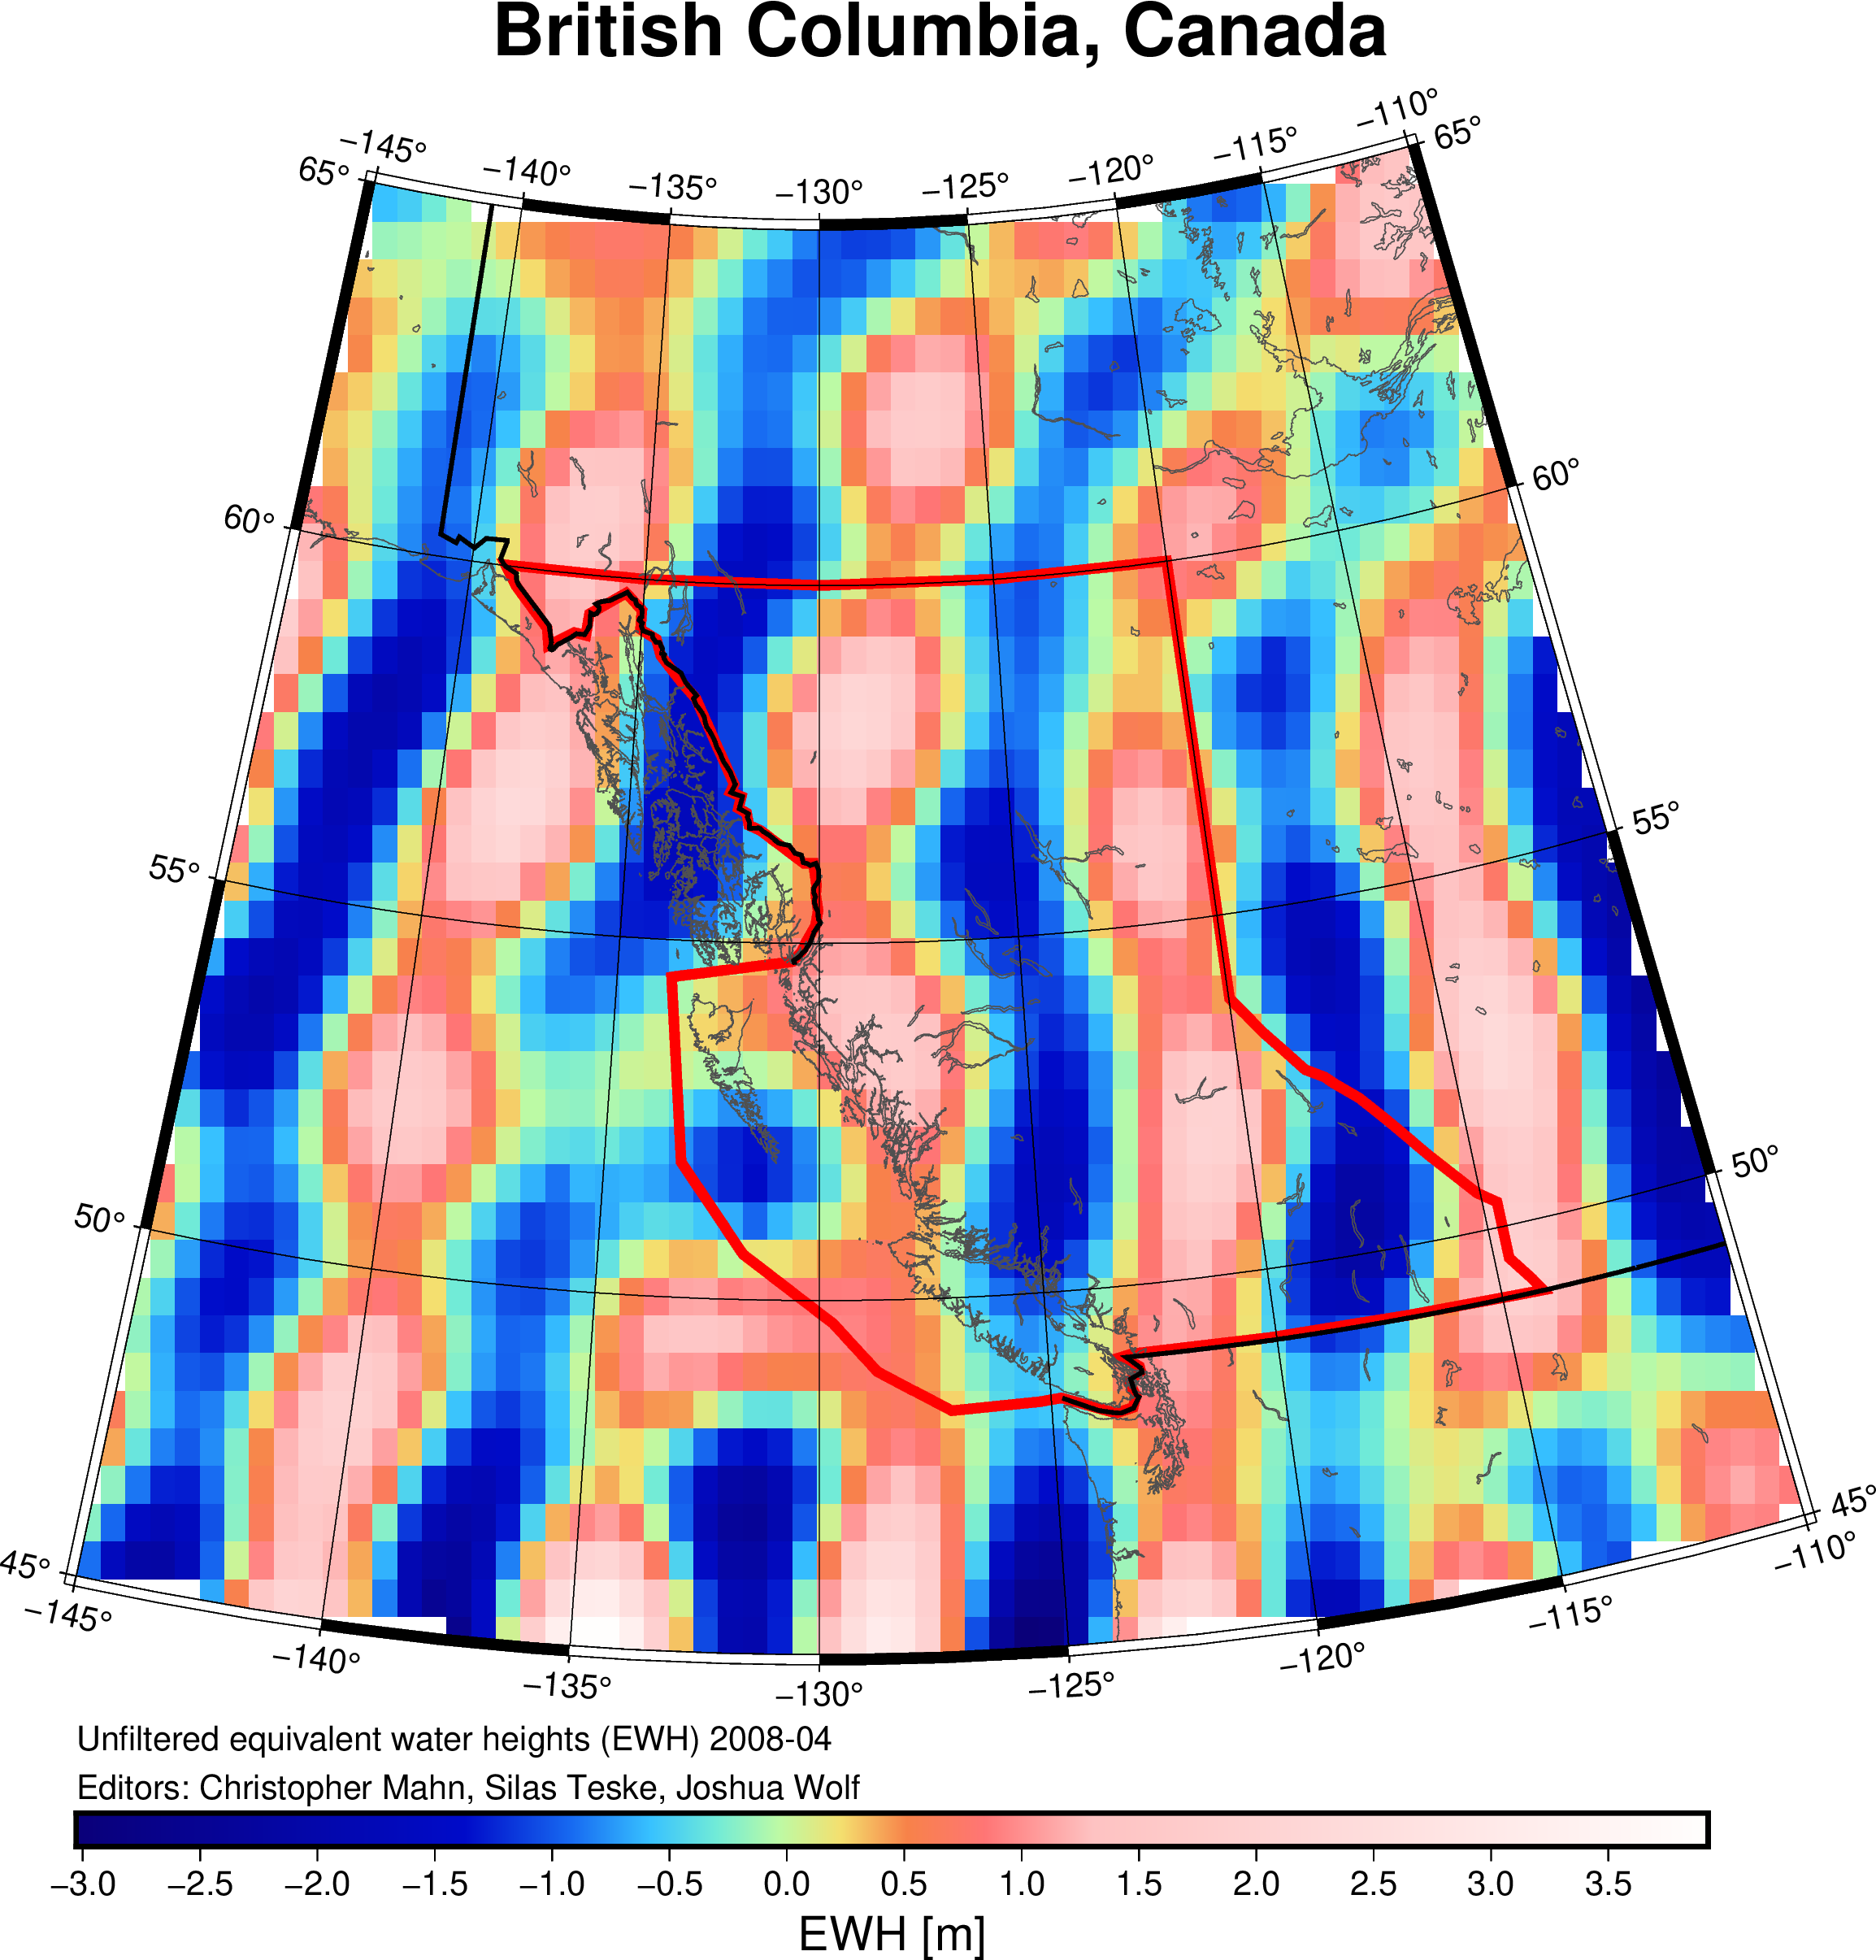 British Columbia, Canada
−145° −140° −135° −130° −125° −120° −115° −110°
65° 65°
60° 60°
55° 55°
50° 50°
45° 45°
−145° −140° −135° −130° −125° −120° −115° −110°
Unfiltered equivalent water heights (EWH) 2008-04
Editors: Christopher Mahn, Silas Teske, Joshua Wolf
−3.0 −2.5 −2.0 −1.5 −1.0 −0.5 0.0 0.5 1.0 1.5 2.0 2.5 3.0 3.5
EWH [m]